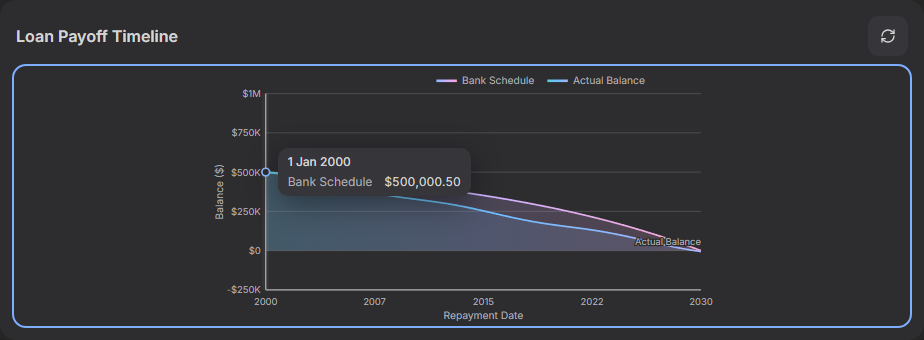 Loan Payoff Timeline
Bank Schedule
Actual Balance
$1M
$750K
$500K
$250K
$0
-$250K
Balance ($)
1 Jan 2000
Bank Schedule $500,000.50
Actual Balance
2000
2007
2015
2022
2030
Repayment Date